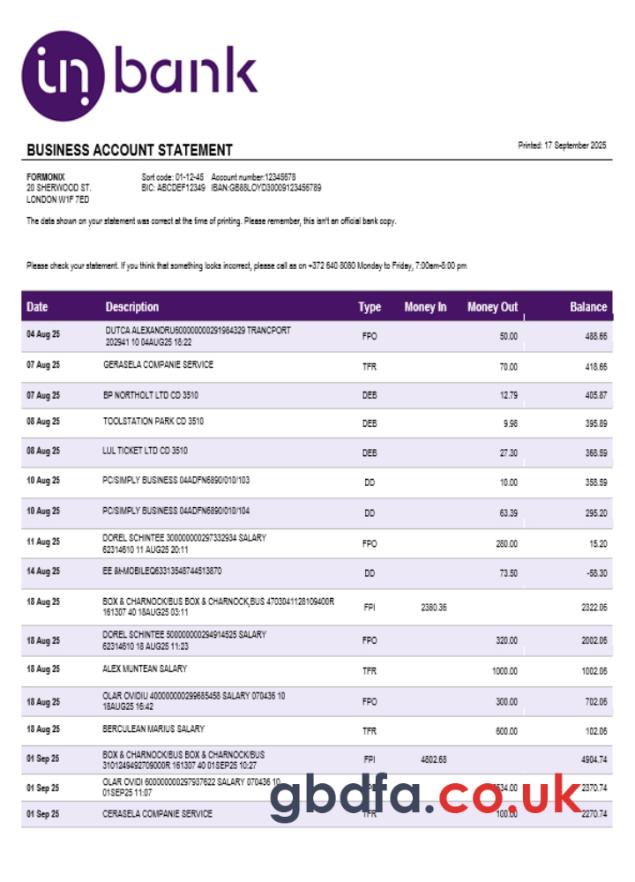 in bank
BUSINESS ACCOUNT STATEMENT
Printed: 17 September 2025
FORMONIX
20 SHERWOOD ST.
LONDON W1F 7ED
Sort code: 01-12-45 Account number:12345678
BIC: ABCDEF12349 IBAN:GB88LOYD30009123456789
The data shown on your statement was correct at the time of printing. Please remember, this isn't an official bank copy.
Please check your statement. If you think that something looks incorrect, please call as on +372 640 8080 Monday to Friday, 7:00am-8:00 pm
Date Description Type Money In Money Out Balance
04 Aug 25 DUTCA ALEXANDRU600000000291984329 TRANCPORT FPO 50.00 488.66
202941 10 04AUG25 18:22
07 Aug 25 GERASELA COMPANIE SERVICE TFR 70.00 418.66
07 Aug 25 BP NORTHOLT LTD CD 3510 DEB 12.79 405.87
08 Aug 25 TOOLSTATION PARK CD 3510 DEB 9.98 395.89
08 Aug 25 LUL TICKET LTD CD 3510 DEB 27.30 368.59
10 Aug 25 PC/SIMPLY BUSINESS 04ADFN6890/010/103 DD 10.00 358.59
10 Aug 25 PC/SIMPLY BUSINESS 04ADFN6890/010/104 DD 63.39 295.20
11 Aug 25 DOREL SCHINTEE 300000000297332934 SALARY FPO 280.00 15.20
62314610 11 AUG25 20:11
14 Aug 25 EE &MOBILEQ63313548744513870 DD 73.50 -58.30
18 Aug 25 BOX & CHARNOCK/BUS BOX & CHARNOCK,BUS 4703041128109400R FPI 2380.36 2322.06
161307 40 18AUG25 03:11
18 Aug 25 DOREL SCHINTEE 500000000294914525 SALARY FPO 320.00 2002.06
62314610 18 AUG25 11:23
18 Aug 25 ALEX MUNTEAN SALARY TFR 1000.00 1002.06
18 Aug 25 OLAR OVIDIU 400000000299685458 SALARY 070436 10 FPO 300.00 702.06
18AUG25 16:42
18 Aug 25 BERCULEAN MARIUS SALARY TFR 600.00 102.06
01 Sep 25 BOX & CHARNOCK/BUS BOX & CHARNOCK/BUS FPI 4802.68 4904.74
3101249492709000R 161307 40 01SEP25 10:27
01 Sep 25 OLAR OVIDI 600000000297937622 SALARY 070436 10 2370.74
01SEP25 11:07
01 Sep 25 CERASELA COMPANIE SERVICE TFR 100.00 2270.74
gbdfa.co.uk